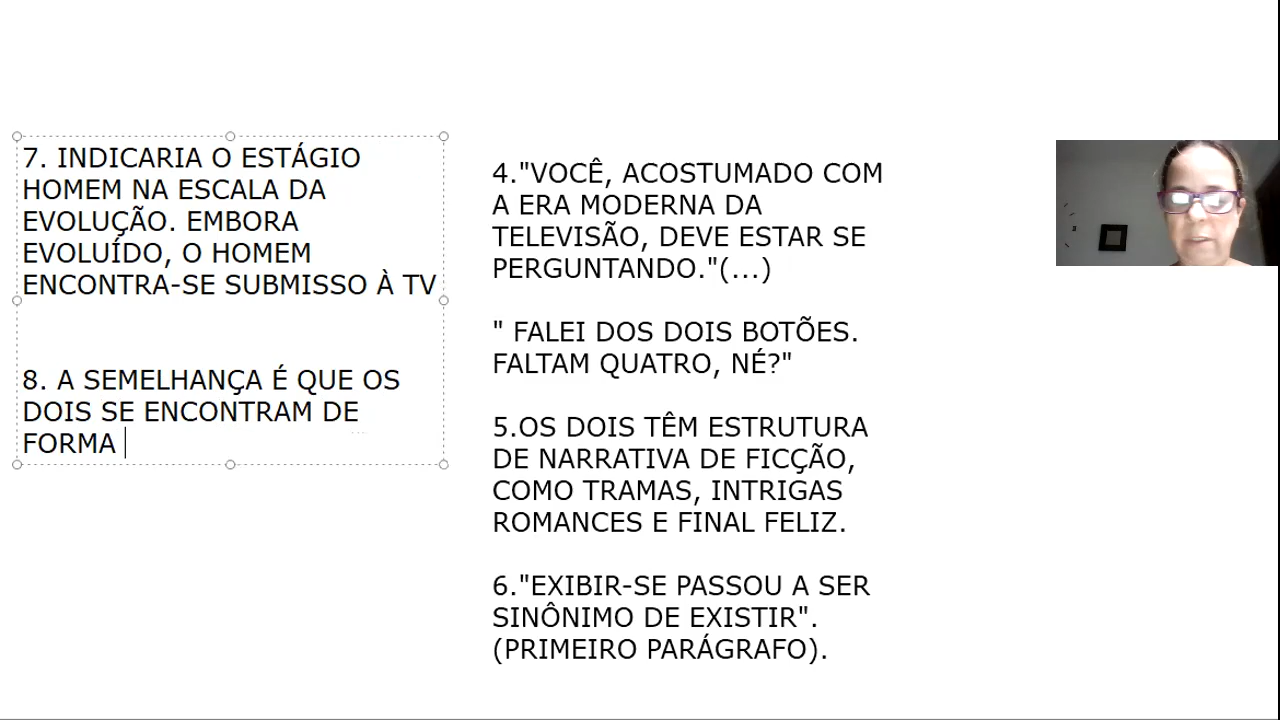 7. INDICARIA O ESTÁGIO
HOMEM NA ESCALA DA
EVOLUÇÃO. EMBORA
EVOLUÍDO, O HOMEM
ENCONTRA-SE SUBMISSO À TV
8. A SEMELHANÇA É QUE OS
DOIS SE ENCONTRAM DE
FORMA
4."VOCÊ, ACOSTUMADO COM
A ERA MODERNA DA
TELEVISÃO, DEVE ESTAR SE
PERGUNTANDO."(...)
" FALEI DOS DOIS BOTÕES.
FALTAM QUATRO, NÉ?"
5.OS DOIS TÊM ESTRUTURA
DE NARRATIVA DE FICÇÃO,
COMO TRAMAS, INTRIGAS
ROMANCES E FINAL FELIZ.
6."EXIBIR-SE PASSOU A SER
SINÔNIMO DE EXISTIR".
(PRIMEIRO PARÁGRAFO).